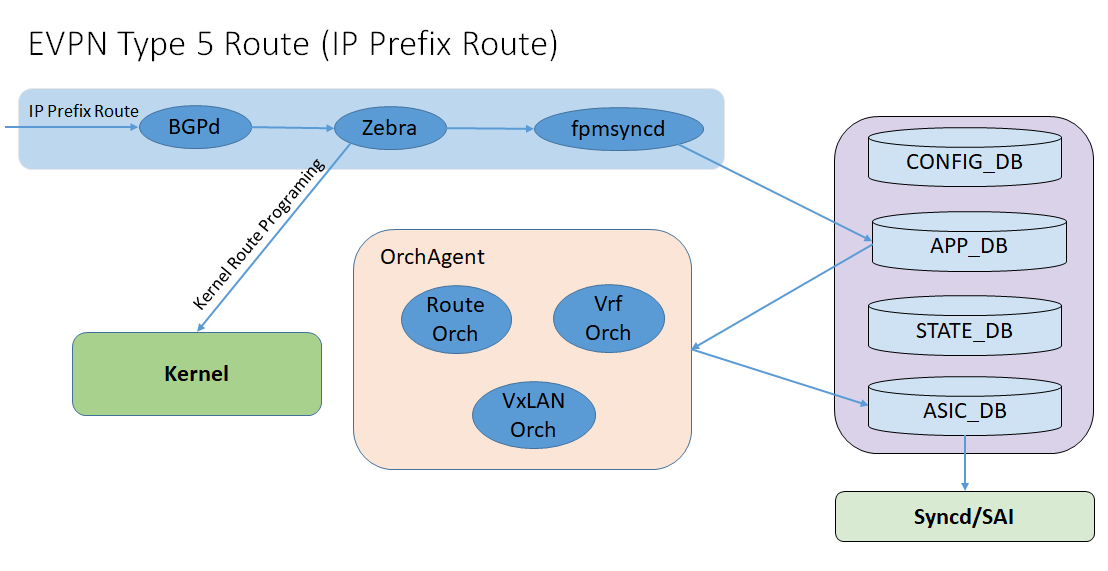 EVPN Type 5 Route (IP Prefix Route)
IP Prefix Route
BGPd
Zebra
fpmsyncd
Kernel Route Programing
Kernel
OrchAgent
Route
Orch
Vrf
Orch
VxLAN
Orch
CONFIG_DB
APP_DB
STATE_DB
ASIC_DB
Syncd/SAI